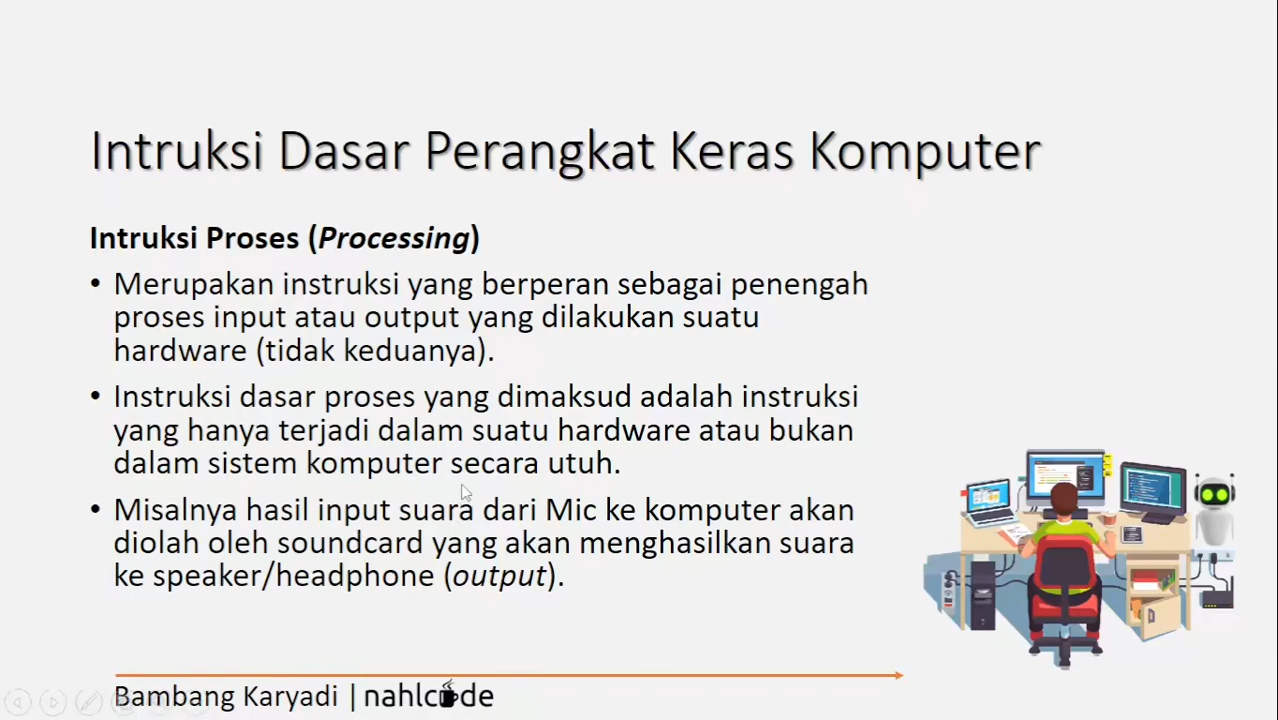 Intruksi Dasar Perangkat Keras Komputer
Intruksi Proses (Processing)
• Merupakan instruksi yang berperan sebagai penengah
proses input atau output yang dilakukan suatu
hardware (tidak keduanya).
• Instruksi dasar proses yang dimaksud adalah instruksi
yang hanya terjadi dalam suatu hardware atau bukan
dalam sistem komputer secara utuh.
• Misalnya hasil input suara dari Mic ke komputer akan
diolah oleh soundcard yang akan menghasilkan suara
ke speaker/headphone (output).
Bambang Karyadi | nahlcode